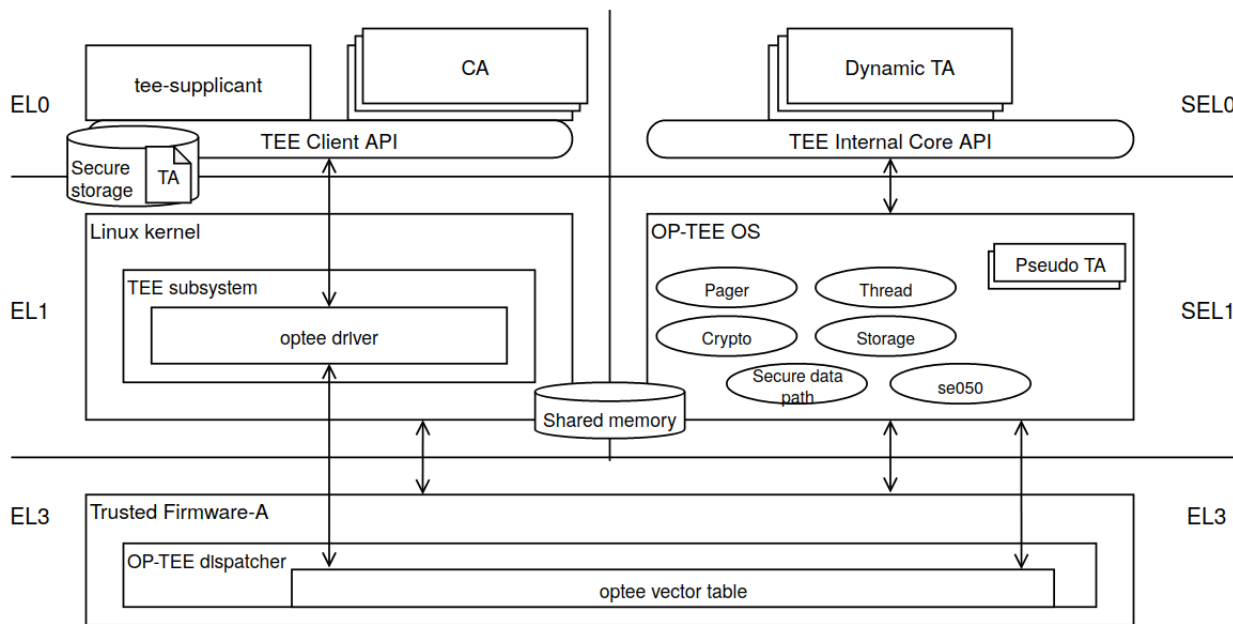 tee-supplicant
CA
Dynamic TA
EL0
SEL0
TEE Client API
TEE Internal Core API
Secure
storage
TA
Linux kernel
OP-TEE OS
Pseudo TA
TEE subsystem
Pager
Thread
EL1
SEL1
optee driver
Crypto
Storage
Secure data
path
se050
Shared memory
Trusted Firmware-A
EL3
EL3
OP-TEE dispatcher
optee vector table